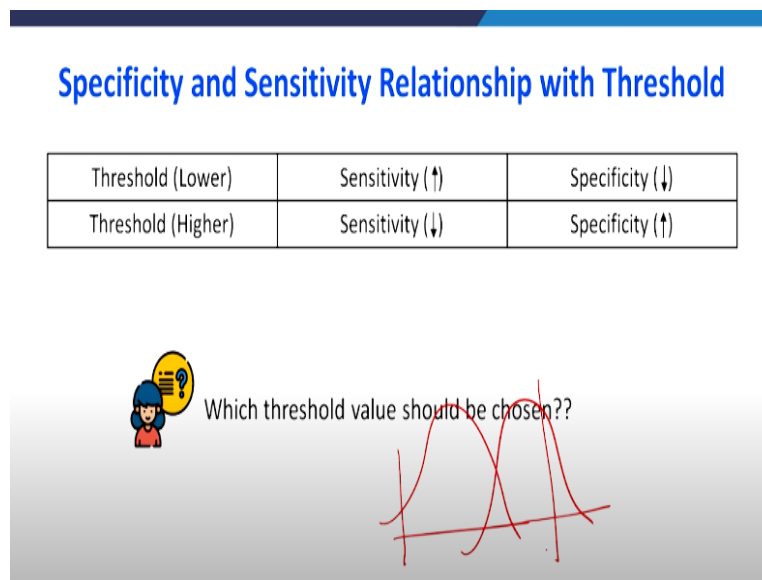 Specificity and Sensitivity Relationship with Threshold
Threshold (Lower) Sensitivity (↑) Specificity (↓)
Threshold (Higher) Sensitivity (↓) Specificity (↑)
Which threshold value should be chosen??